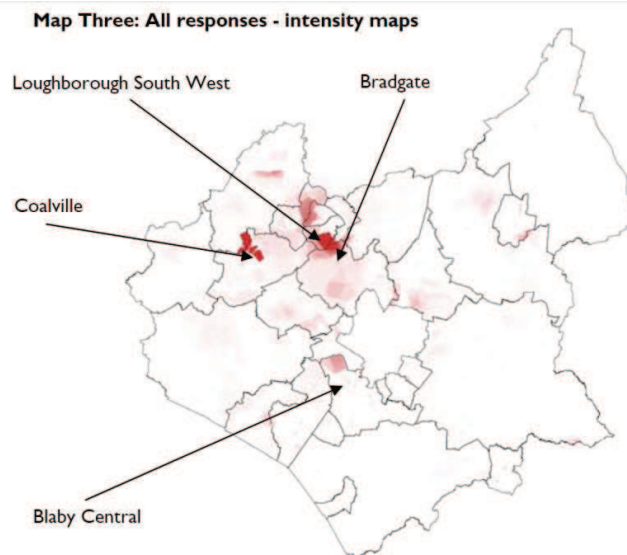 Map Three: All responses - intensity maps
Loughborough South West
Bradgate
Coalville
Blaby Central